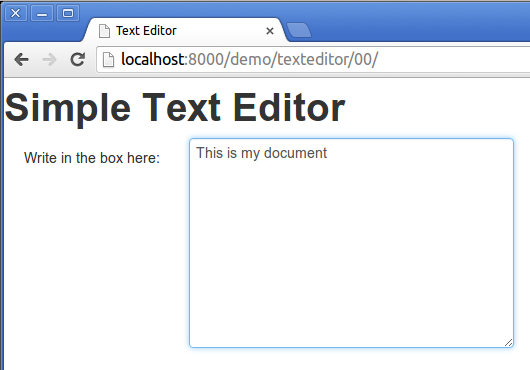 Text Editor
localhost:8000/demo/texteditor/00/
Simple Text Editor
Write in the box here:
This is my document